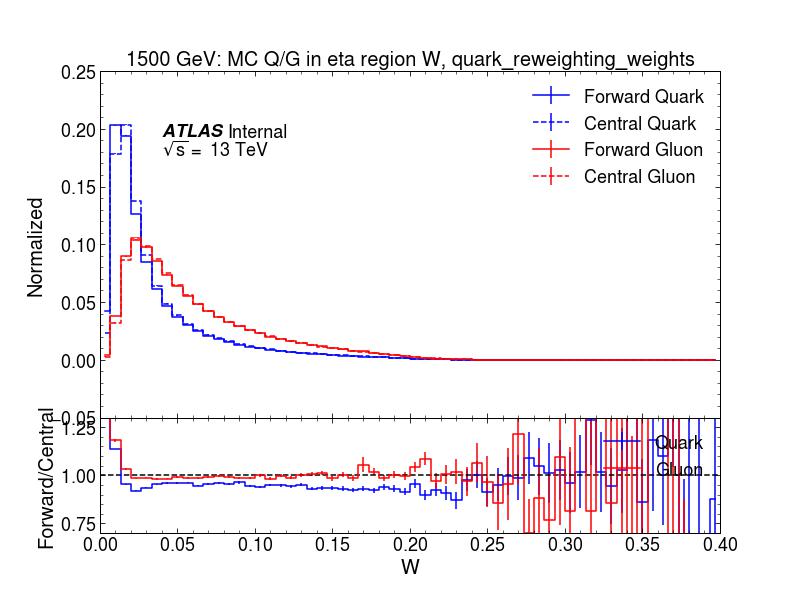 1500 GeV: MC Q/G in eta region W, quark_reweighting_weights
0.25
0.20
0.15
0.10
0.05
0.00
0.05
Normalized
ATLAS Internal
√s = 13 TeV
Forward Quark
Central Quark
Forward Gluon
Central Gluon
1.25
1.00
0.75
Forward/Central
Quark
Gluon
0.00 0.05 0.10 0.15 0.20 0.25 0.30 0.35 0.40
W